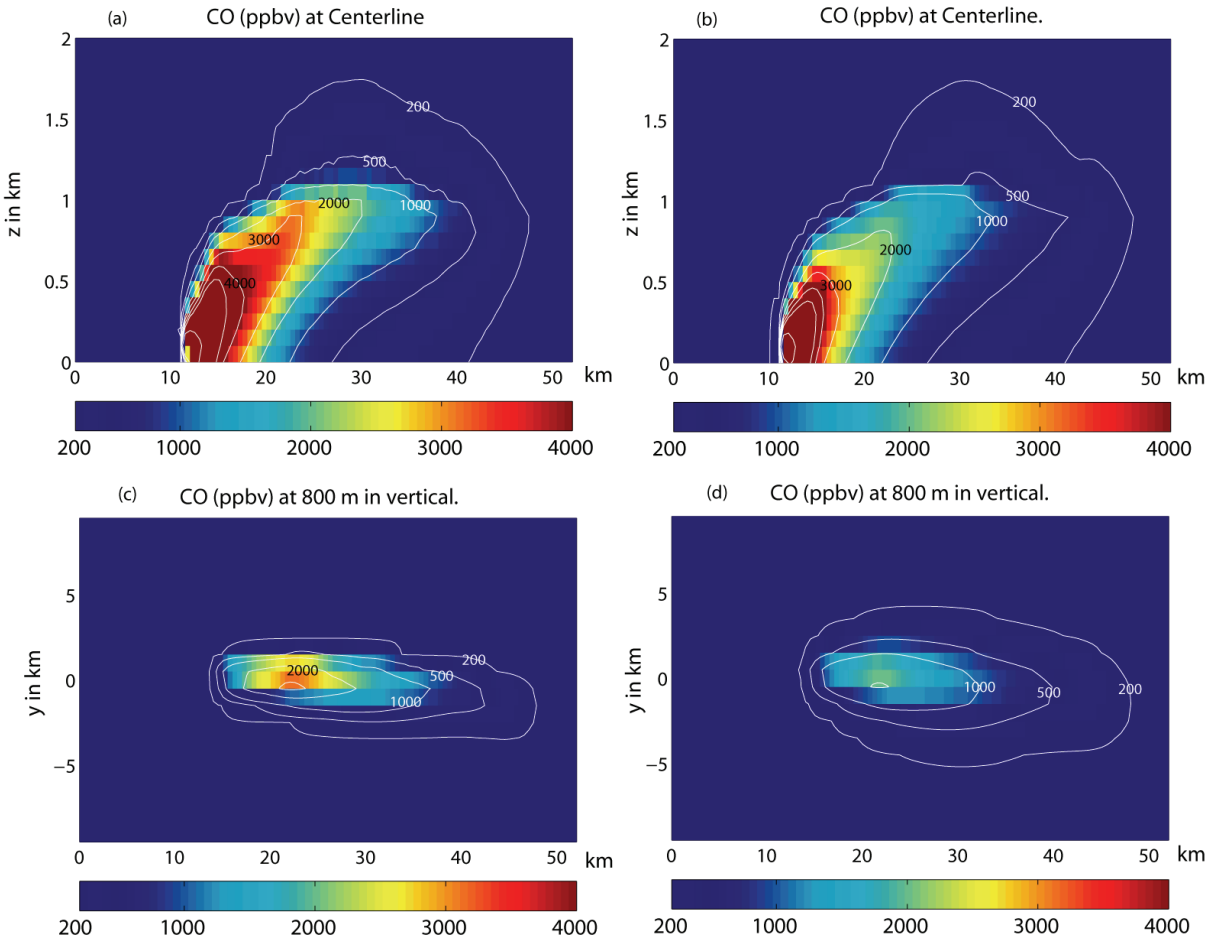 (a) CO (ppbv) at Centerline
2
1.5
1
0.5
0
z in km
200
500
1000
2000
3000
4000
0 10 20 30 40 50 km
200 1000 2000 3000 4000
(b) CO (ppbv) at Centerline.
2
1.5
1
0.5
0
z in km
200
500
1000
2000
3000
0 10 20 30 40 50 km
200 1000 2000 3000 4000
(c) CO (ppbv) at 800 m in vertical.
5
0
−5
y in km
200
500
1000
2000
0 10 20 30 40 50 km
200 1000 2000 3000 4000
(d) CO (ppbv) at 800 m in vertical.
5
0
−5
y in km
200
500
1000
0 10 20 30 40 50 km
200 1000 2000 3000 4000